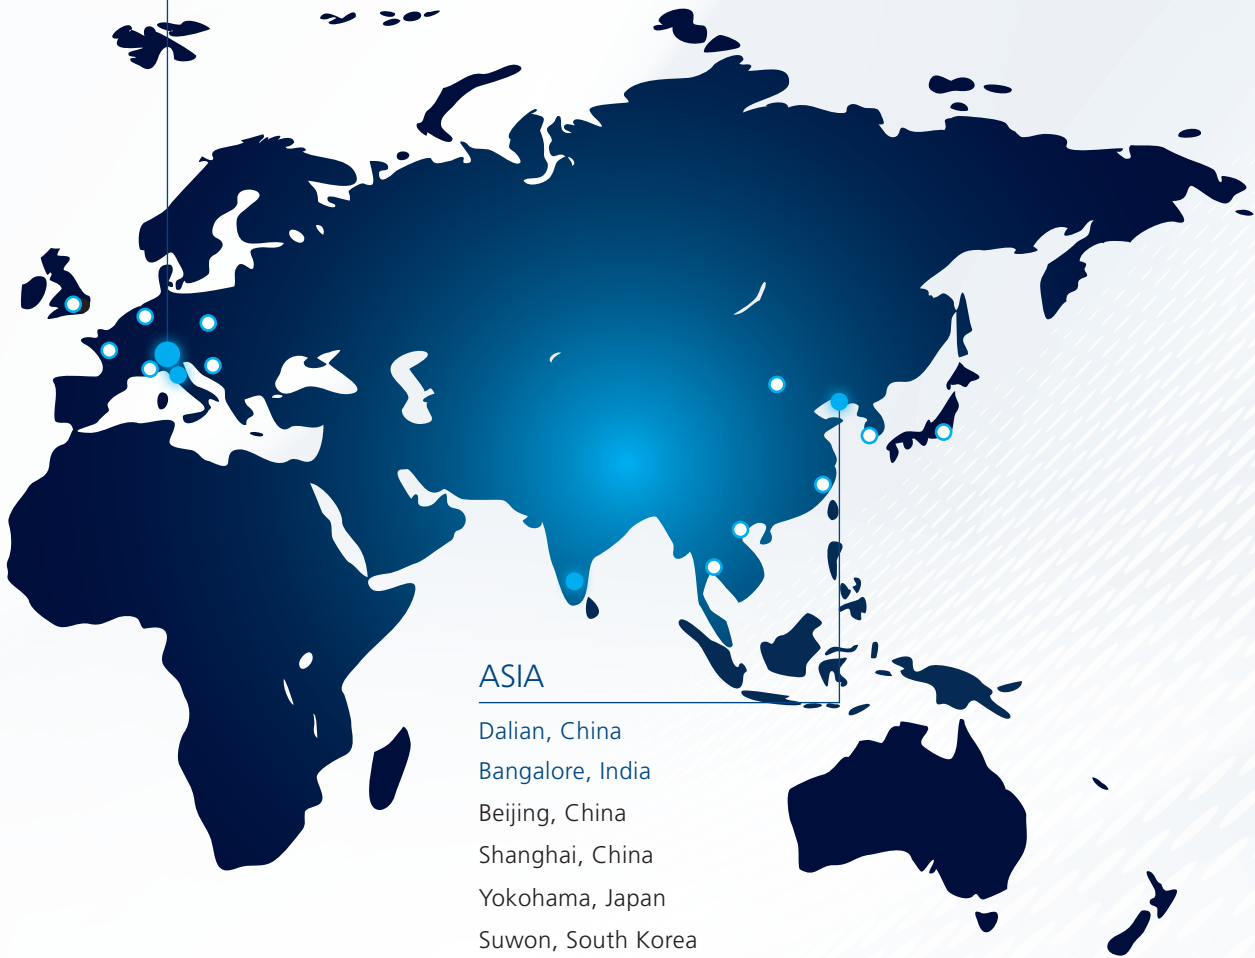 ASIA
Dalian, China
Bangalore, India
Beijing, China
Shanghai, China
Yokohama, Japan
Suwon, South Korea